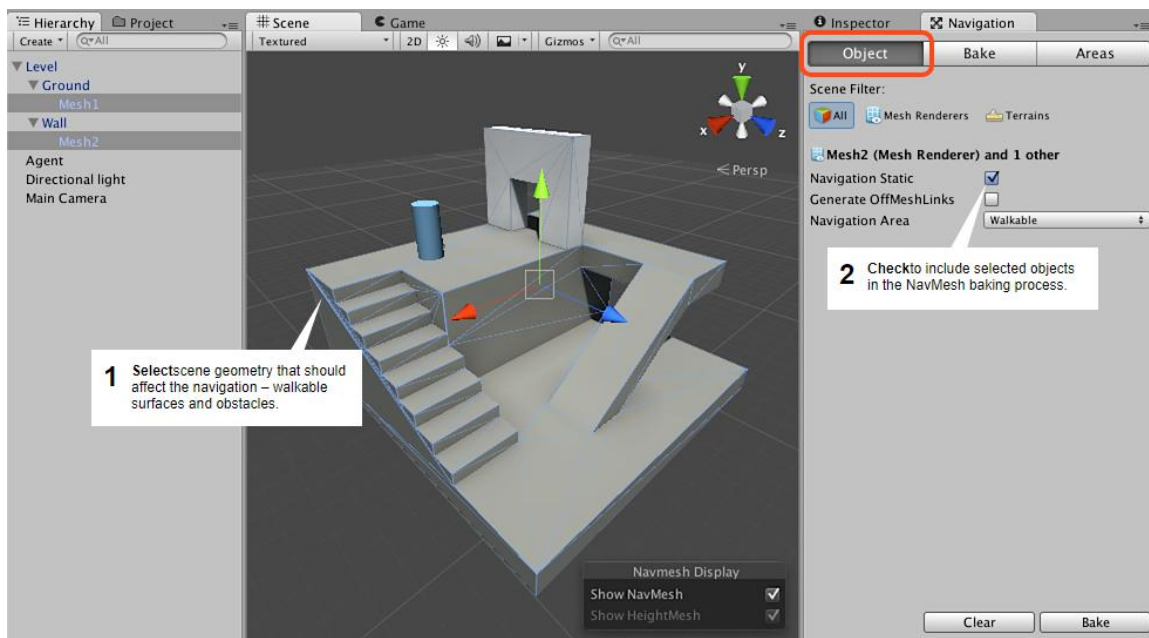 Hierarchy Project
Create All
Level
Ground
Mesh1
Wall
Mesh2
Agent
Directional light
Main Camera
Scene Game
Textured 2D Gizmos All
y
x z
Persp
1 Selectscene geometry that should
affect the navigation – walkable
surfaces and obstacles.
Navmesh Display
Show NavMesh
Show HeightMesh
Inspector Navigation
Object Bake Areas
Scene Filter:
All Mesh Renderers Terrains
Mesh2 (Mesh Renderer) and 1 other
Navigation Static
Generate OffMeshLinks
Navigation Area Walkable
2 Checkto include selected objects
in the NavMesh baking process.
Clear Bake